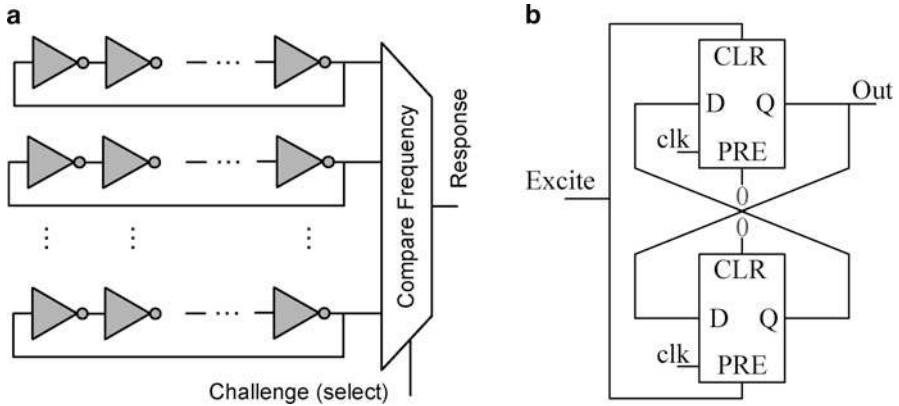 a
Compare Frequency
Response
Challenge (select)
b
Excite
CLR
D Q
clk
PRE
0
Out
0
CLR
D Q
clk
PRE